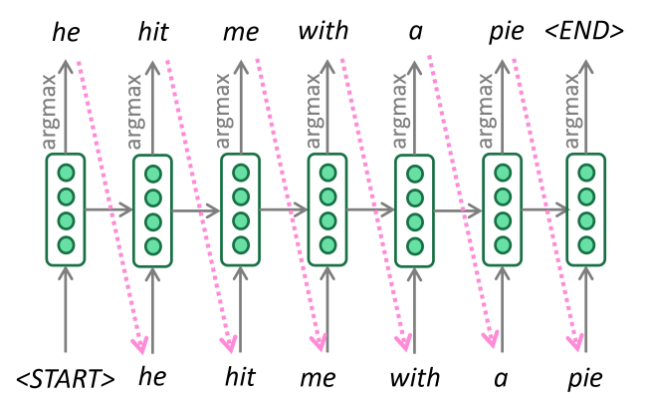 he hit me with a pie <END>
argmax argmax argmax argmax argmax argmax argmax
<START> he hit me with a pie